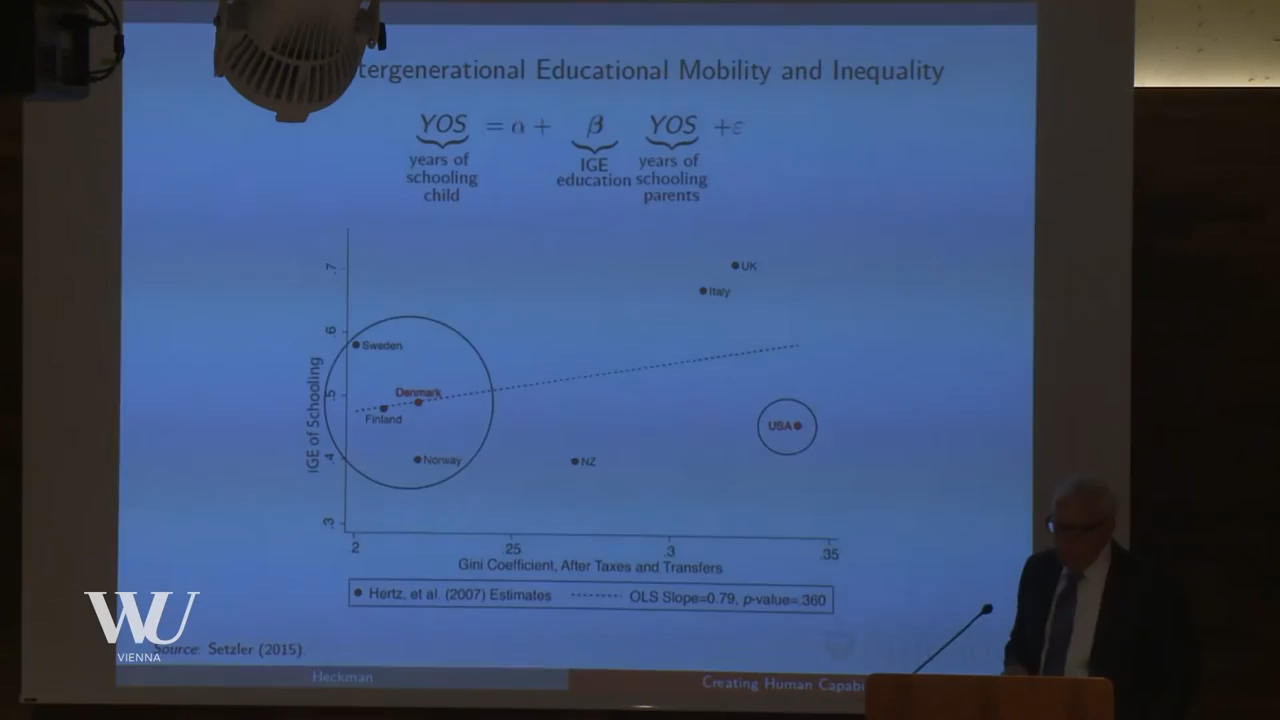 tergenerational Educational Mobility and Inequality
YOS = α + β YOS +ε
years of schooling child
IGE education
years of schooling parents
IGE of Schooling
.7
.6
.5
.4
.3
UK
Italy
Sweden
Denmark
Finland
USA
Norway
NZ
.2 .25 .3 .35
Gini Coefficient, After Taxes and Transfers
Hertz, et al. (2007) Estimates OLS Slope=0.79, p-value=.360
WU
VIENNA
Source: Setzler (2015).
Heckman
Creating Human Capabi